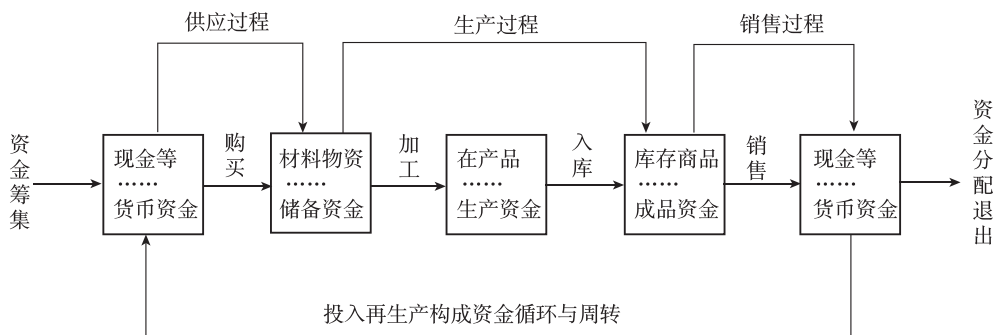 供应过程
生产过程
销售过程
资金筹集
现金等
……
货币资金
购买
材料物资
……
储备资金
加工
在产品
……
生产资金
入库
库存商品
……
成品资金
销售
现金等
……
货币资金
资金分配退出
投入再生产构成资金循环与周转